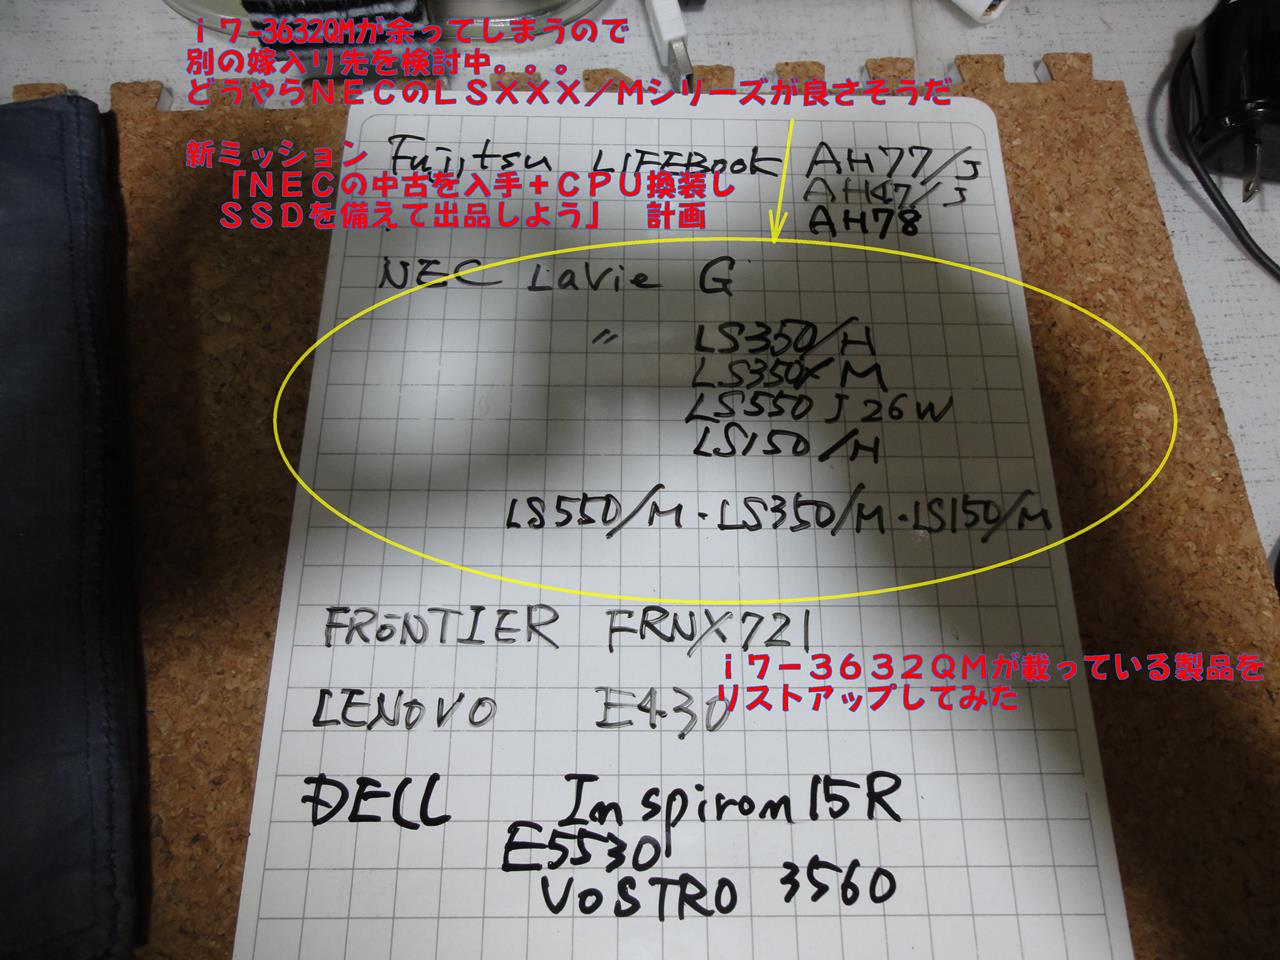 ｉ７-3632QMが余ってしまうので
別の嫁入り先を検討中。。。
どうやらＮＥＣのＬＳＸＸＸ／Ｍシリーズが良さそうだ
新ミッション
「ＮＥＣの中古を入手＋ＣＰＵ換装し
ＳＳＤを備えて出品しよう」　計画
Fujitsu LIFEBook AH77/J
AH47/J
AH78
NEC LaVie G
〃 LS350/H
LS350/M
LS550 J26W
LS150/H
LS550/M・LS350/M・LS150/M
FRONTIER FRNX721
ｉ７－３６３２ＱＭが載っている製品を
リストアップしてみた
LENOVO E430
DELL Inspiron 15R
E5530
VOSTRO 3560